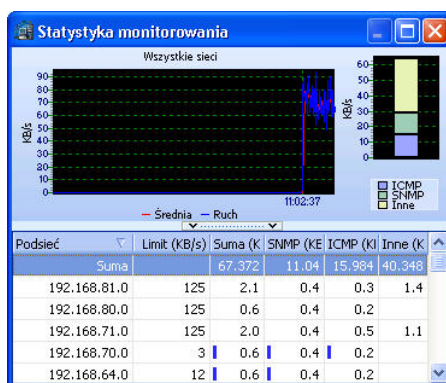 Statystyka monitorowania
Wszystkie sieci
KB/s
90
80
70
60
50
40
30
20
10
0
11:02:37
Średnia Ruch
KB/s
60
50
40
30
20
10
0
ICMP
SNMP
Inne
Podsieć Limit (KB/s) Suma (K SNMP (KE ICMP (KI Inne (K
Suma 67.372 11.04 15.984 40.348
192.168.81.0 125 2.1 0.4 0.3 1.4
192.168.80.0 125 0.6 0.4 0.2
192.168.71.0 125 2.0 0.4 0.5 1.1
192.168.70.0 3 0.6 0.4 0.2
192.168.64.0 12 0.6 0.4 0.2